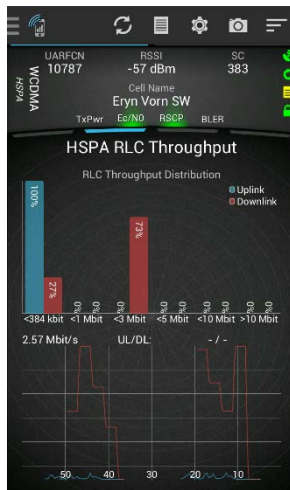 UARFCN RSSI SC
10787 -57 dBm 383
HSPA
WCDMA
Cell Name
Eryn Vorn SW
TxPwr Ec/N0 RSCP BLER
HSPA RLC Throughput
RLC Throughput Distribution
Uplink
Downlink
100%
27%
0%
0%
0%
73%
0%
0%
0%
0%
0%
0%
<384 kbit <1 Mbit <3 Mbit <5 Mbit <10 Mbit >10 Mbit
2.57 Mbit/s UL/DL: - / -
50 40 30 20 10